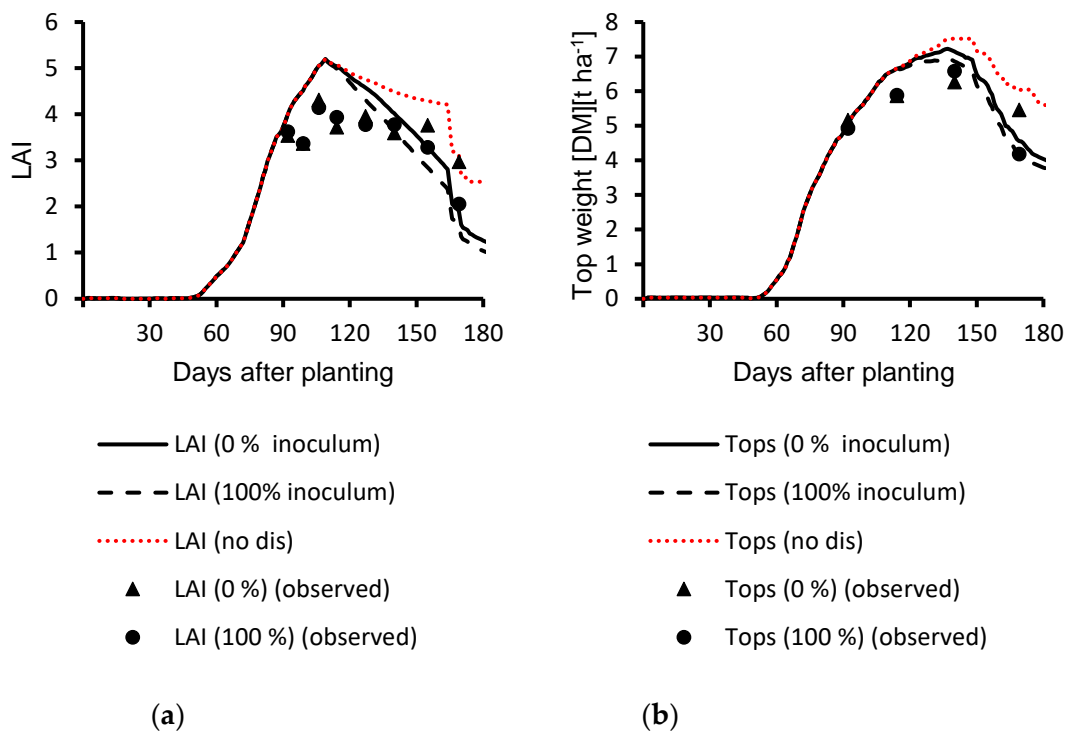 6
5
4
3
2
1
0
LAI
30 60 90 120 150 180
Days after planting
LAI (0 %  inoculum)
LAI (100% inoculum)
LAI (no dis)
LAI (0 %) (observed)
LAI (100 %) (observed)
(a)
8
7
6
5
4
3
2
1
0
Top weight [DM][t ha⁻¹]
30 60 90 120 150 180
Days after planting
Tops (0 %  inoculum)
Tops (100% inoculum)
Tops (no dis)
Tops (0 %) (observed)
Tops (100 %) (observed)
(b)